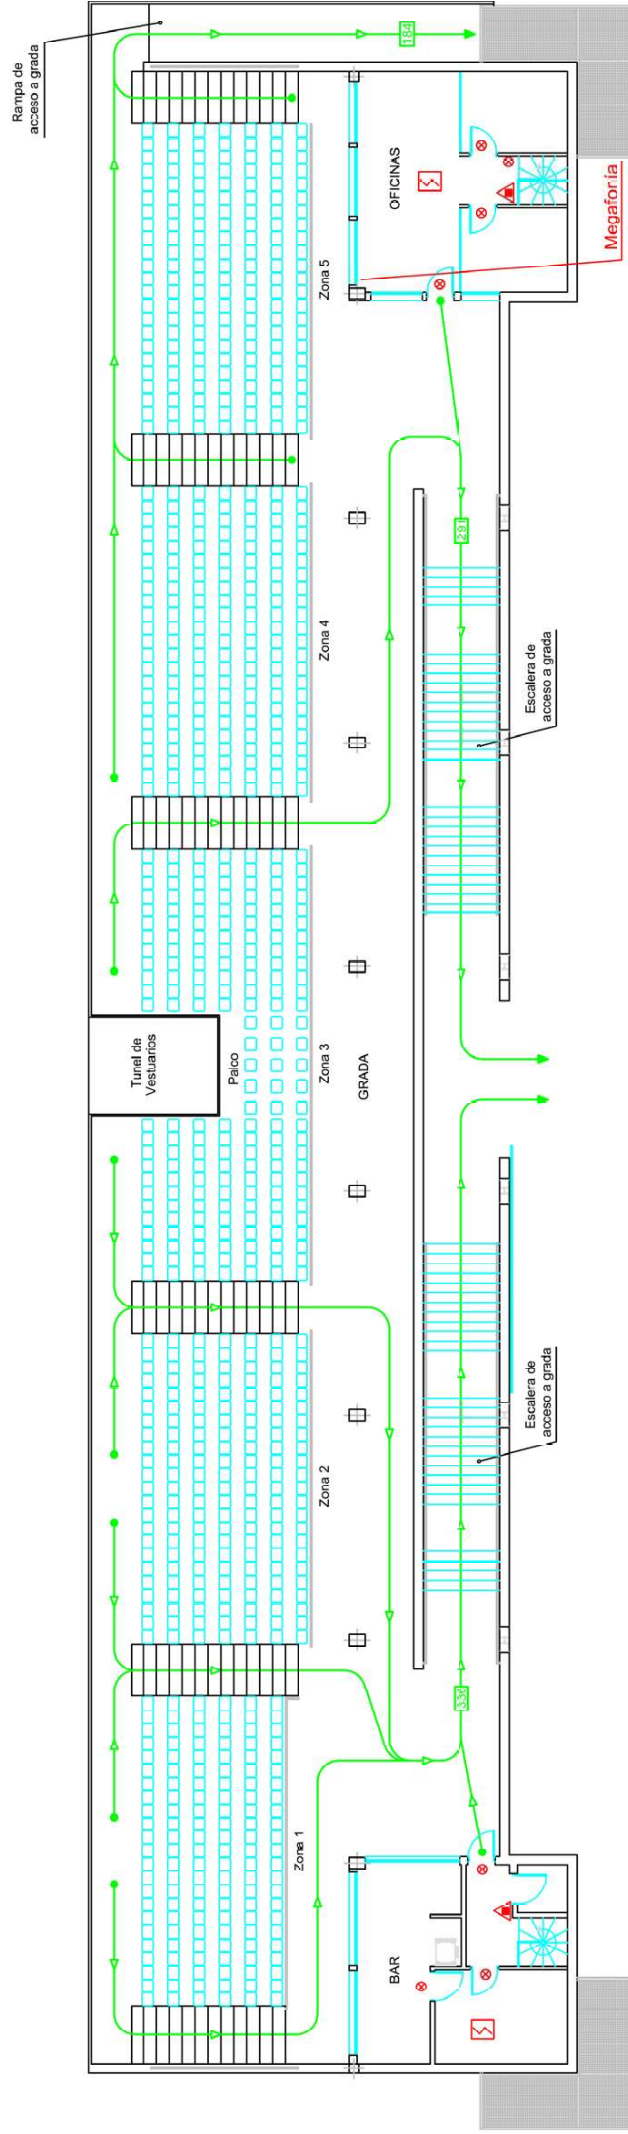 Rampa de
acceso a grada
184
OFICINAS
Megafonía
Zona 5
291
Zona 4
Escalera de
acceso a grada
Tunel de
Vestuarios
Palco
Zona 3
GRADA
Zona 2
Escalera de
acceso a grada
Zona 1
BAR